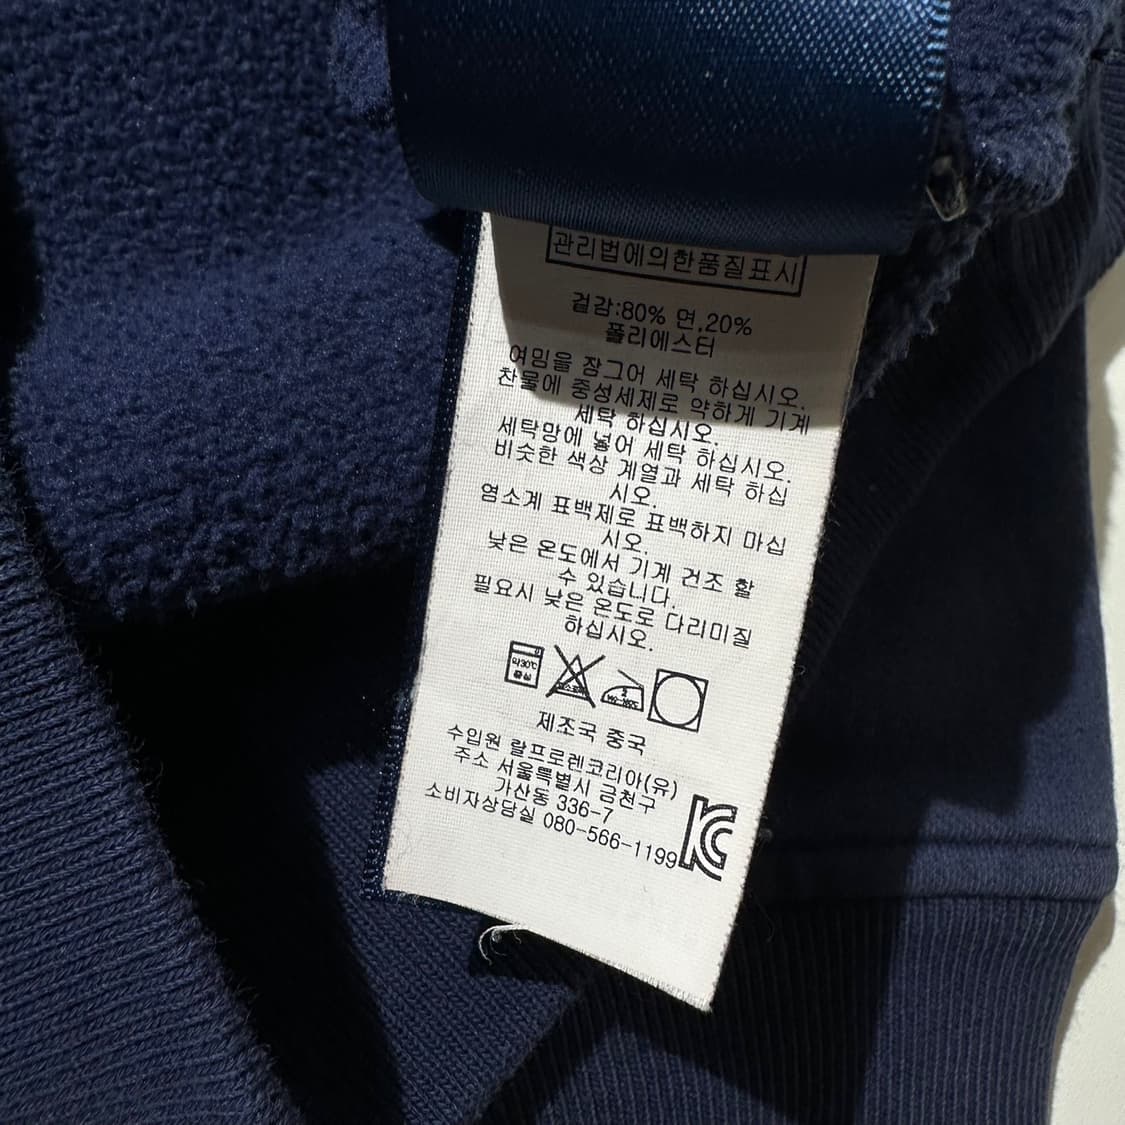 관리법에의한품질표시
겉감:80% 면,20%
폴리에스터
여밈을 잠그어 세탁 하십시오.
찬물에 중성세제로 약하게 기계
세탁 하십시오.
세탁망에 넣어 세탁 하십시오.
비슷한 색상 계열과 세탁 하십
시오.
염소계 표백제로 표백하지 마십
시오.
낮은 온도에서 기계 건조 할
수 있습니다.
필요시 낮은 온도로 다리미질
하십시오.
약30℃
중성
제조국 중국
수입원 랄프로렌코리아(유)
주소 서울특별시 금천구
가산동 336-7
소비자상담실 080-566-1199